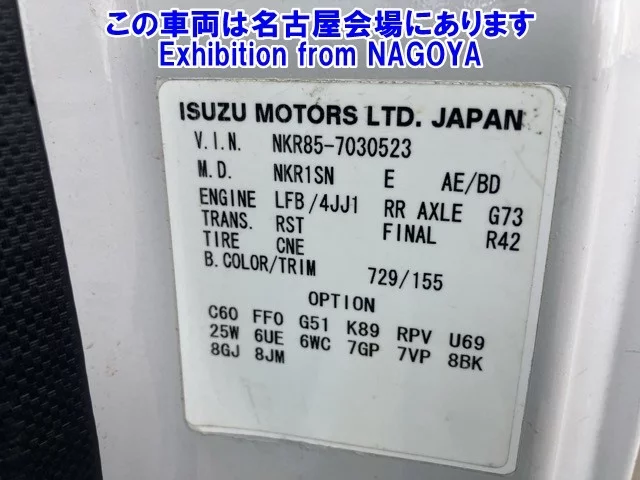 この車両は名古屋会場にあります
Exhibition from NAGOYA
ISUZU MOTORS LTD. JAPAN
V.I.N. NKR85-7030523
M.D. NKR1SN E AE/BD
ENGINE LFB/4JJ1 RR AXLE G73
TRANS. RST FINAL R42
TIRE CNE
B.COLOR/TRIM 729/155
OPTION
C60 FF0 G51 K89 RPV U69
25W 6UE 6WC 7GP 7VP 8BK
8GJ 8JM